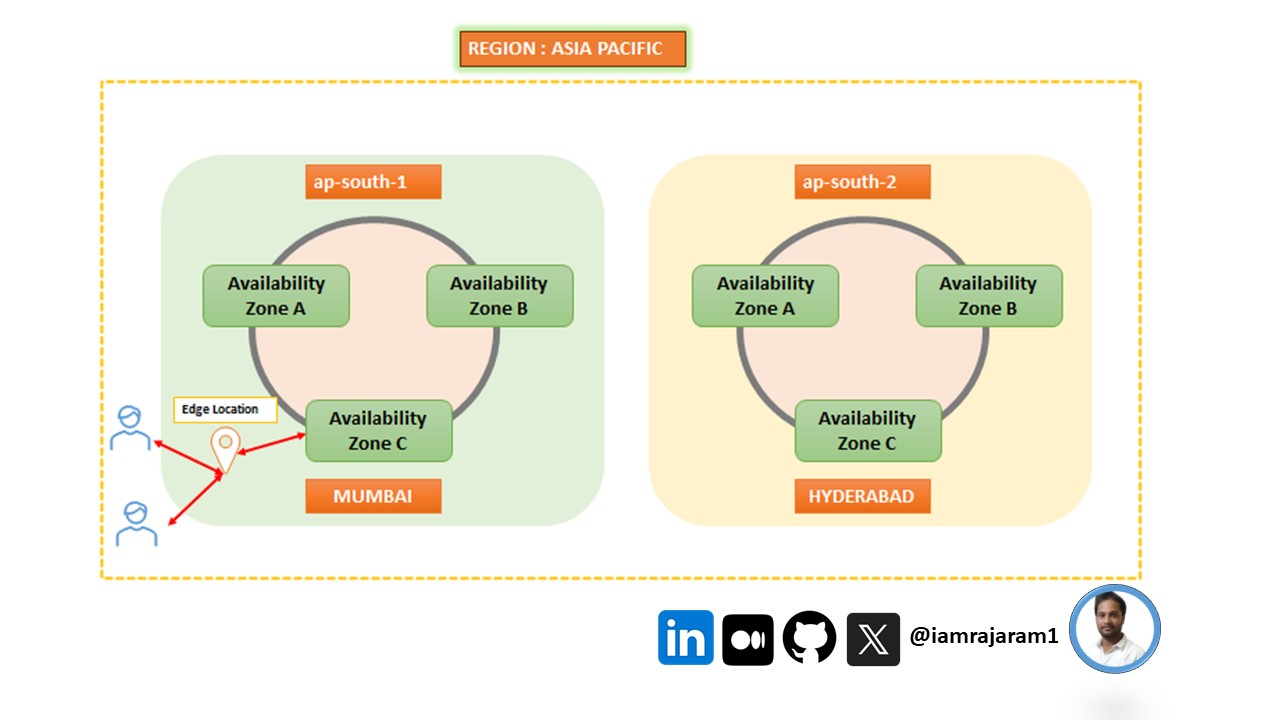 REGION : ASIA PACIFIC
ap-south-1
Availability
Zone A
Availability
Zone B
Edge Location
Availability
Zone C
MUMBAI
ap-south-2
Availability
Zone A
Availability
Zone B
Availability
Zone C
HYDERABAD
in
@iamrajaram1